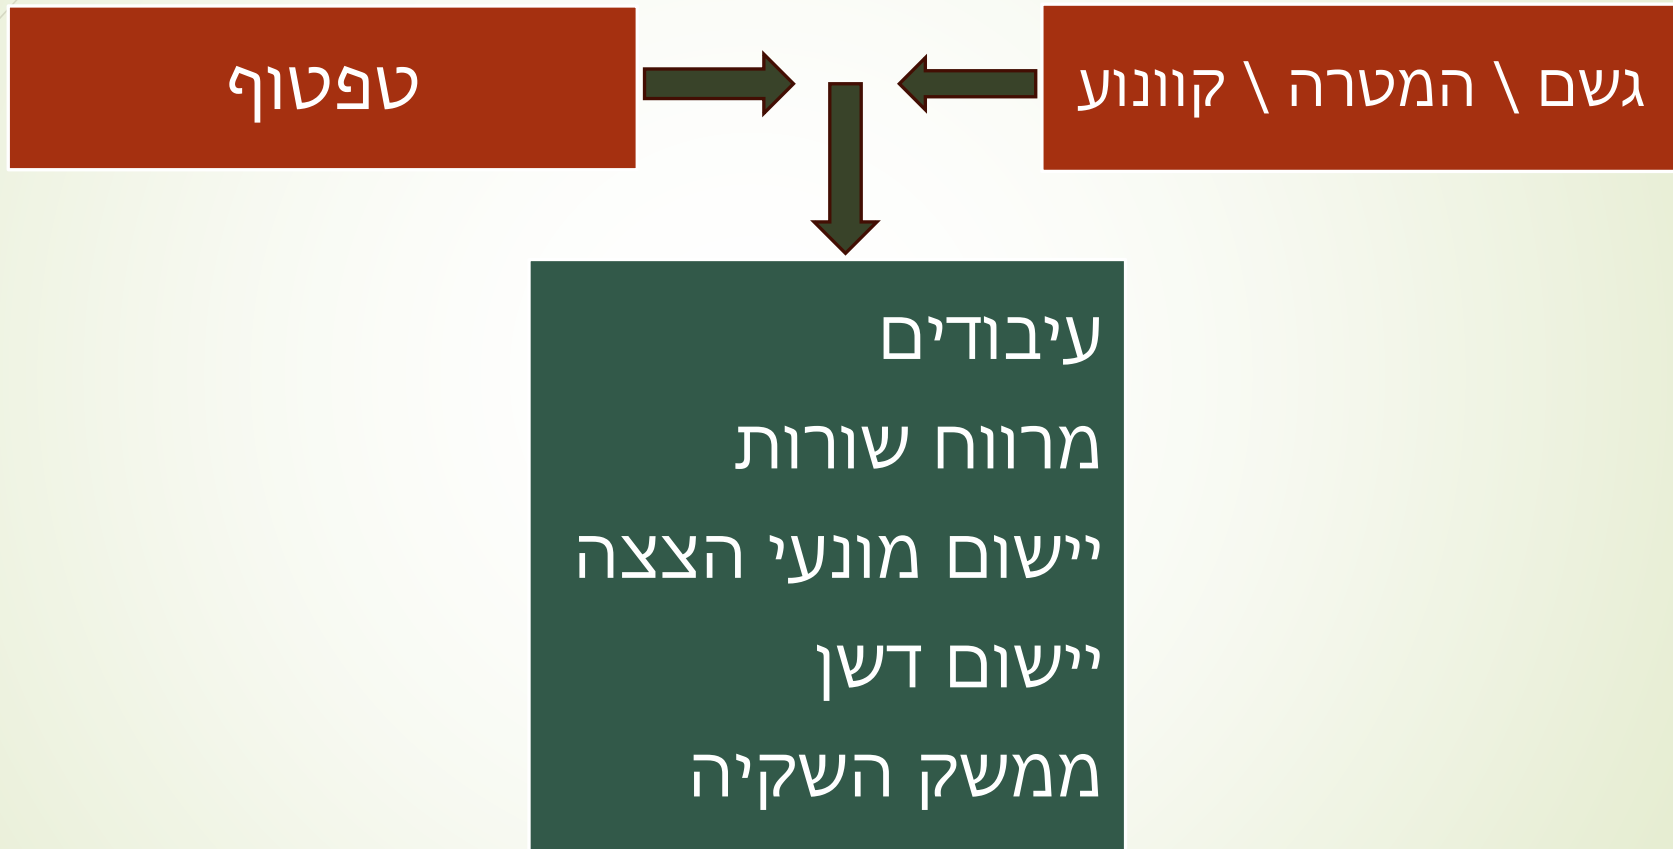 גשם \ המטרה \ קוונוע
טפטוף
עיבודים
מרווח שורות
יישום מונעי הצצה
יישום דשן
ממשק השקיה